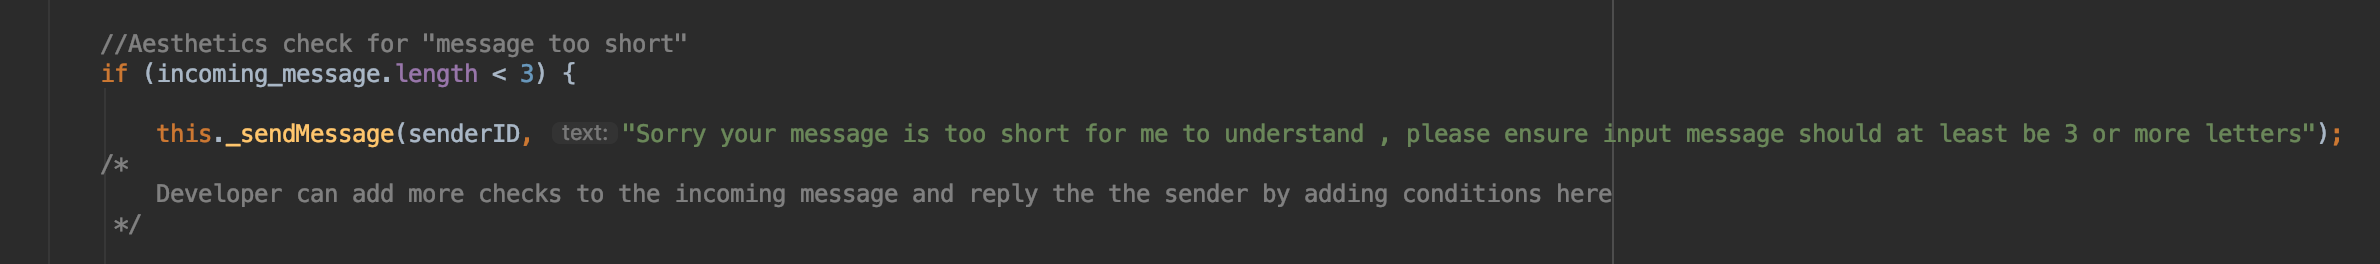 //Aesthetics check for "message too short"
if (incoming_message.length < 3) {
this._sendMessage(senderID, text: "Sorry your message is too short for me to understand , please ensure input message should at least be 3 or more letters");
/*
Developer can add more checks to the incoming message and reply the the sender by adding conditions here
*/